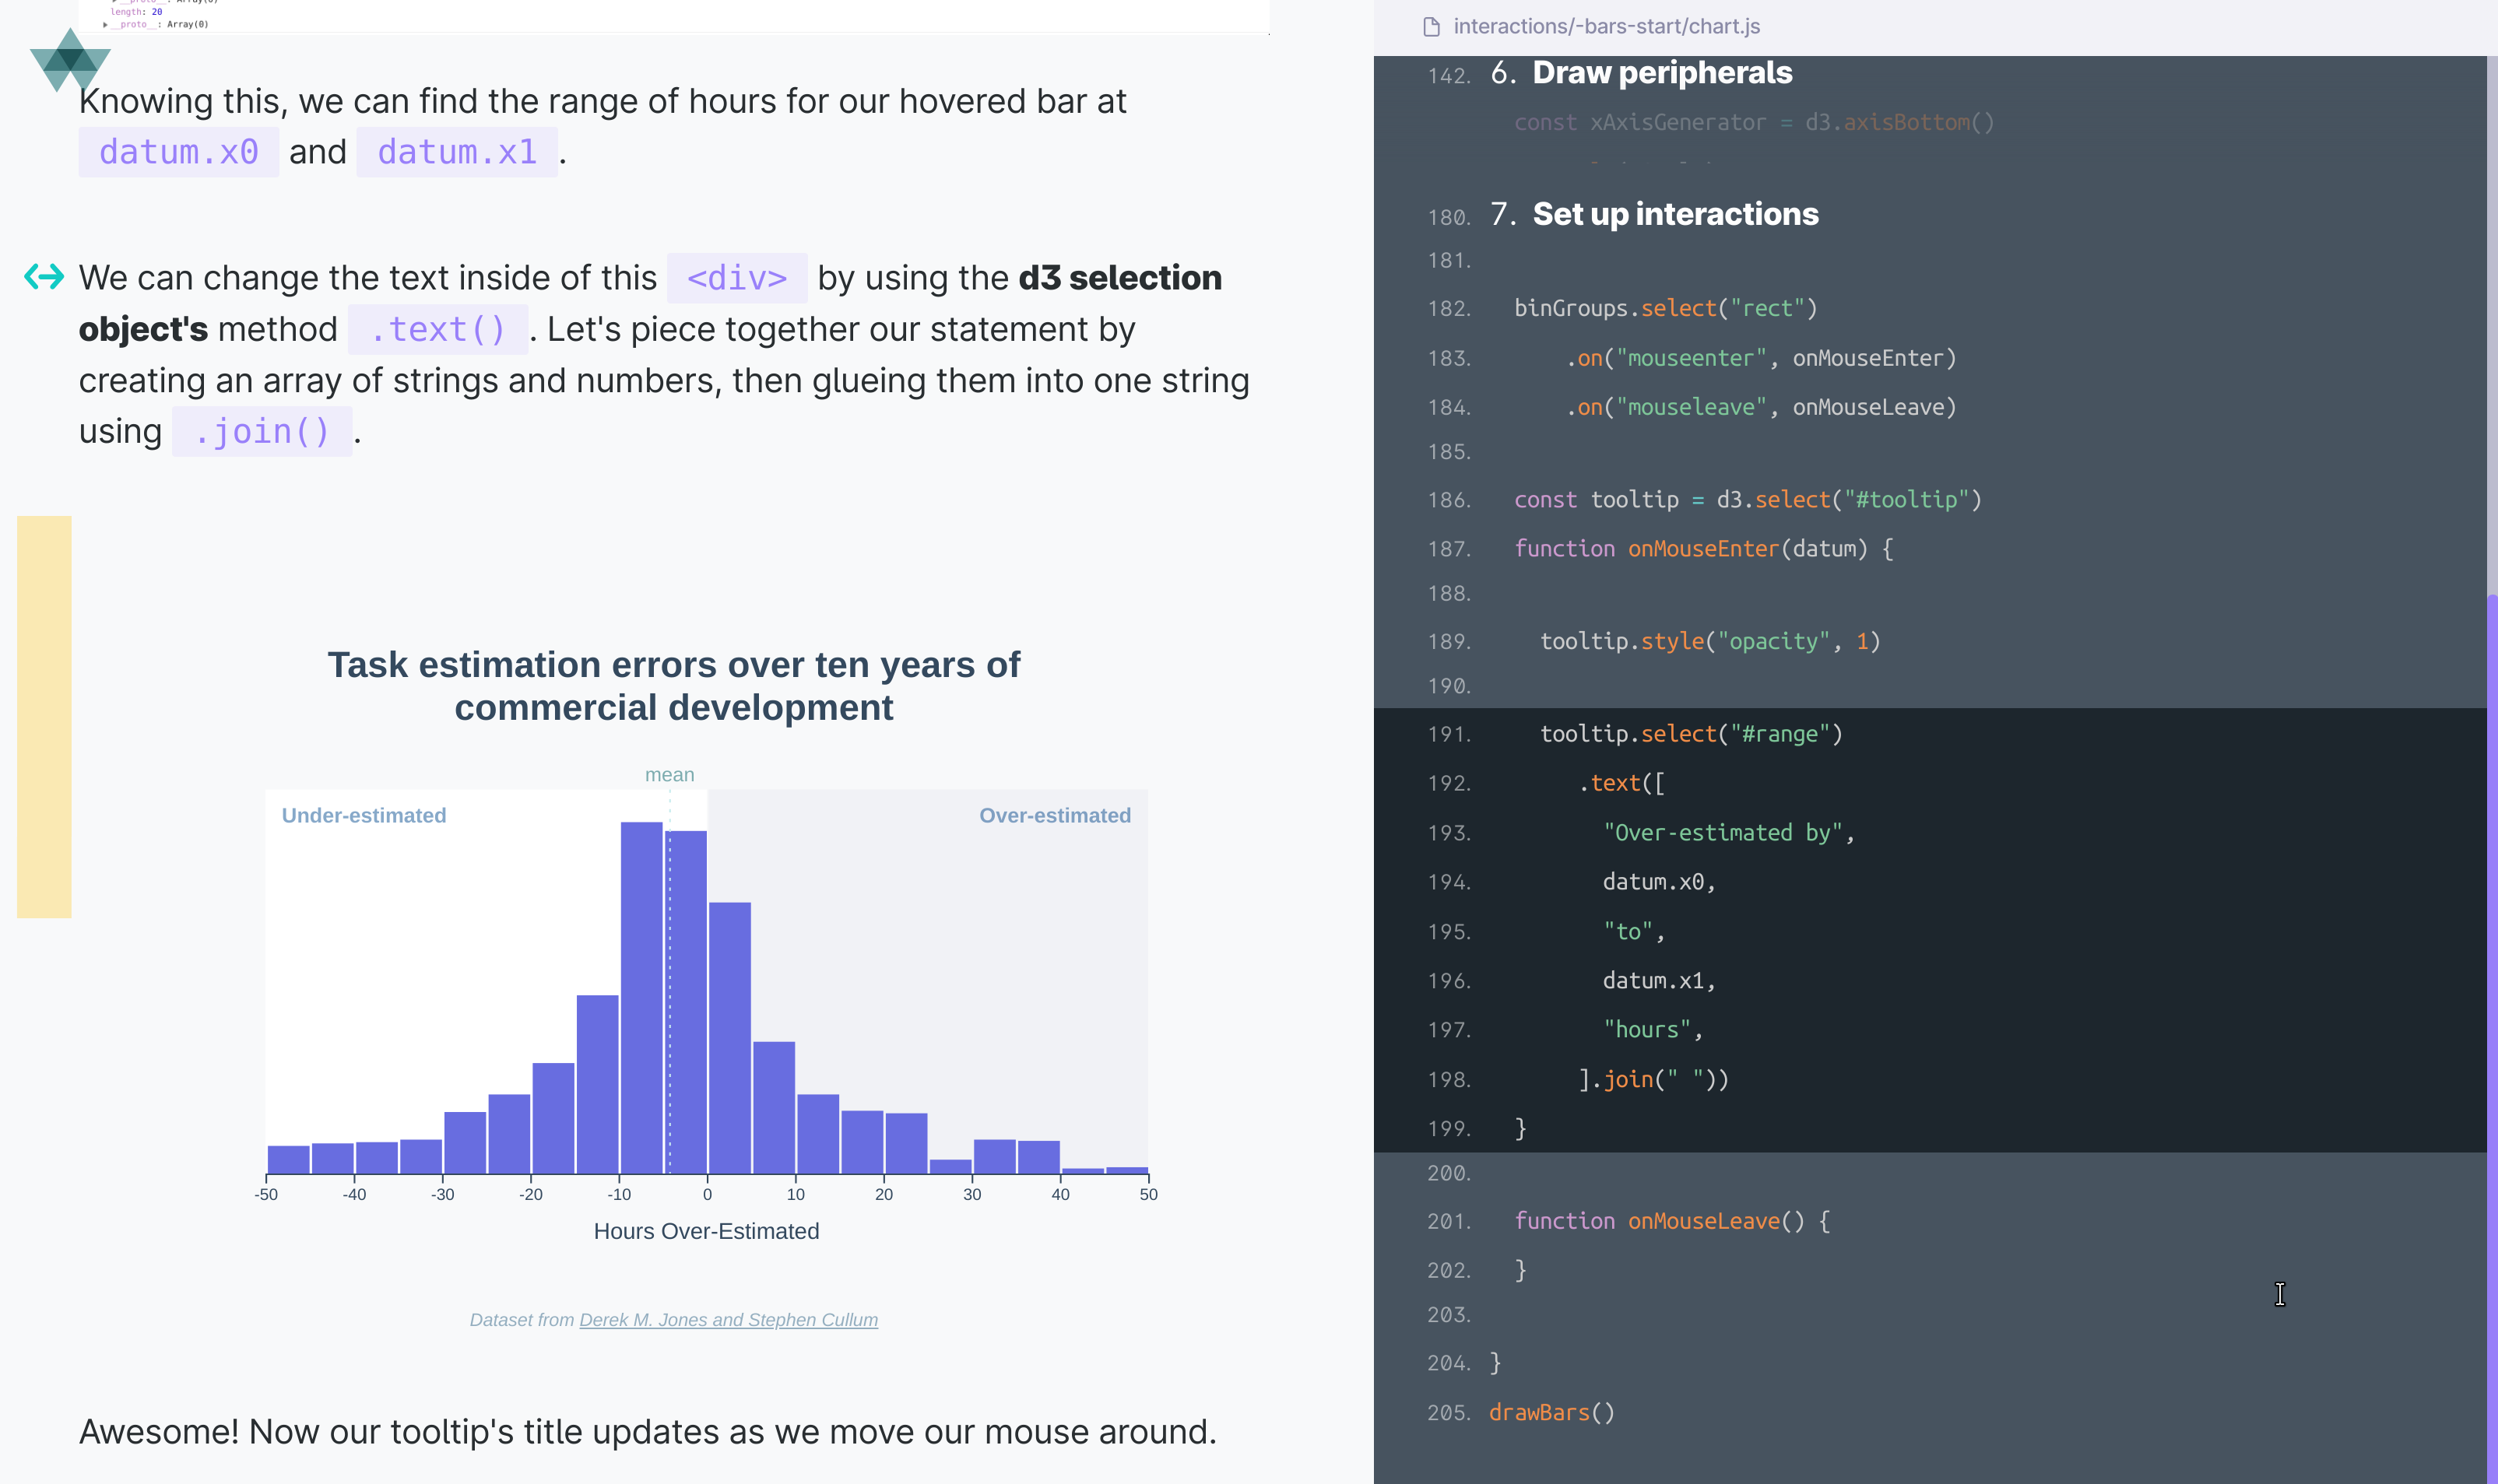 length: 20
__proto__: Array(0)
Knowing this, we can find the range of hours for our hovered bar at
datum.x0 and datum.x1 .
We can change the text inside of this <div> by using the d3 selection
object's method .text() . Let's piece together our statement by
creating an array of strings and numbers, then glueing them into one string
using .join() .
Task estimation errors over ten years of
commercial development
mean
Under-estimated
Over-estimated
-50 -40 -30 -20 -10 0 10 20 30 40 50
Hours Over-Estimated
Dataset from Derek M. Jones and Stephen Cullum
Awesome! Now our tooltip's title updates as we move our mouse around.
interactions/-bars-start/chart.js
142. 6. Draw peripherals
const xAxisGenerator = d3.axisBottom()
180. 7. Set up interactions
181.
182. binGroups.select("rect")
183. .on("mouseenter", onMouseEnter)
184. .on("mouseleave", onMouseLeave)
185.
186. const tooltip = d3.select("#tooltip")
187. function onMouseEnter(datum) {
188.
189. tooltip.style("opacity", 1)
190.
191. tooltip.select("#range")
192. .text([
193. "Over-estimated by",
194. datum.x0,
195. "to",
196. datum.x1,
197. "hours",
198. ].join(" "))
199. }
200.
201. function onMouseLeave() {
202. }
203.
204. }
205. drawBars()